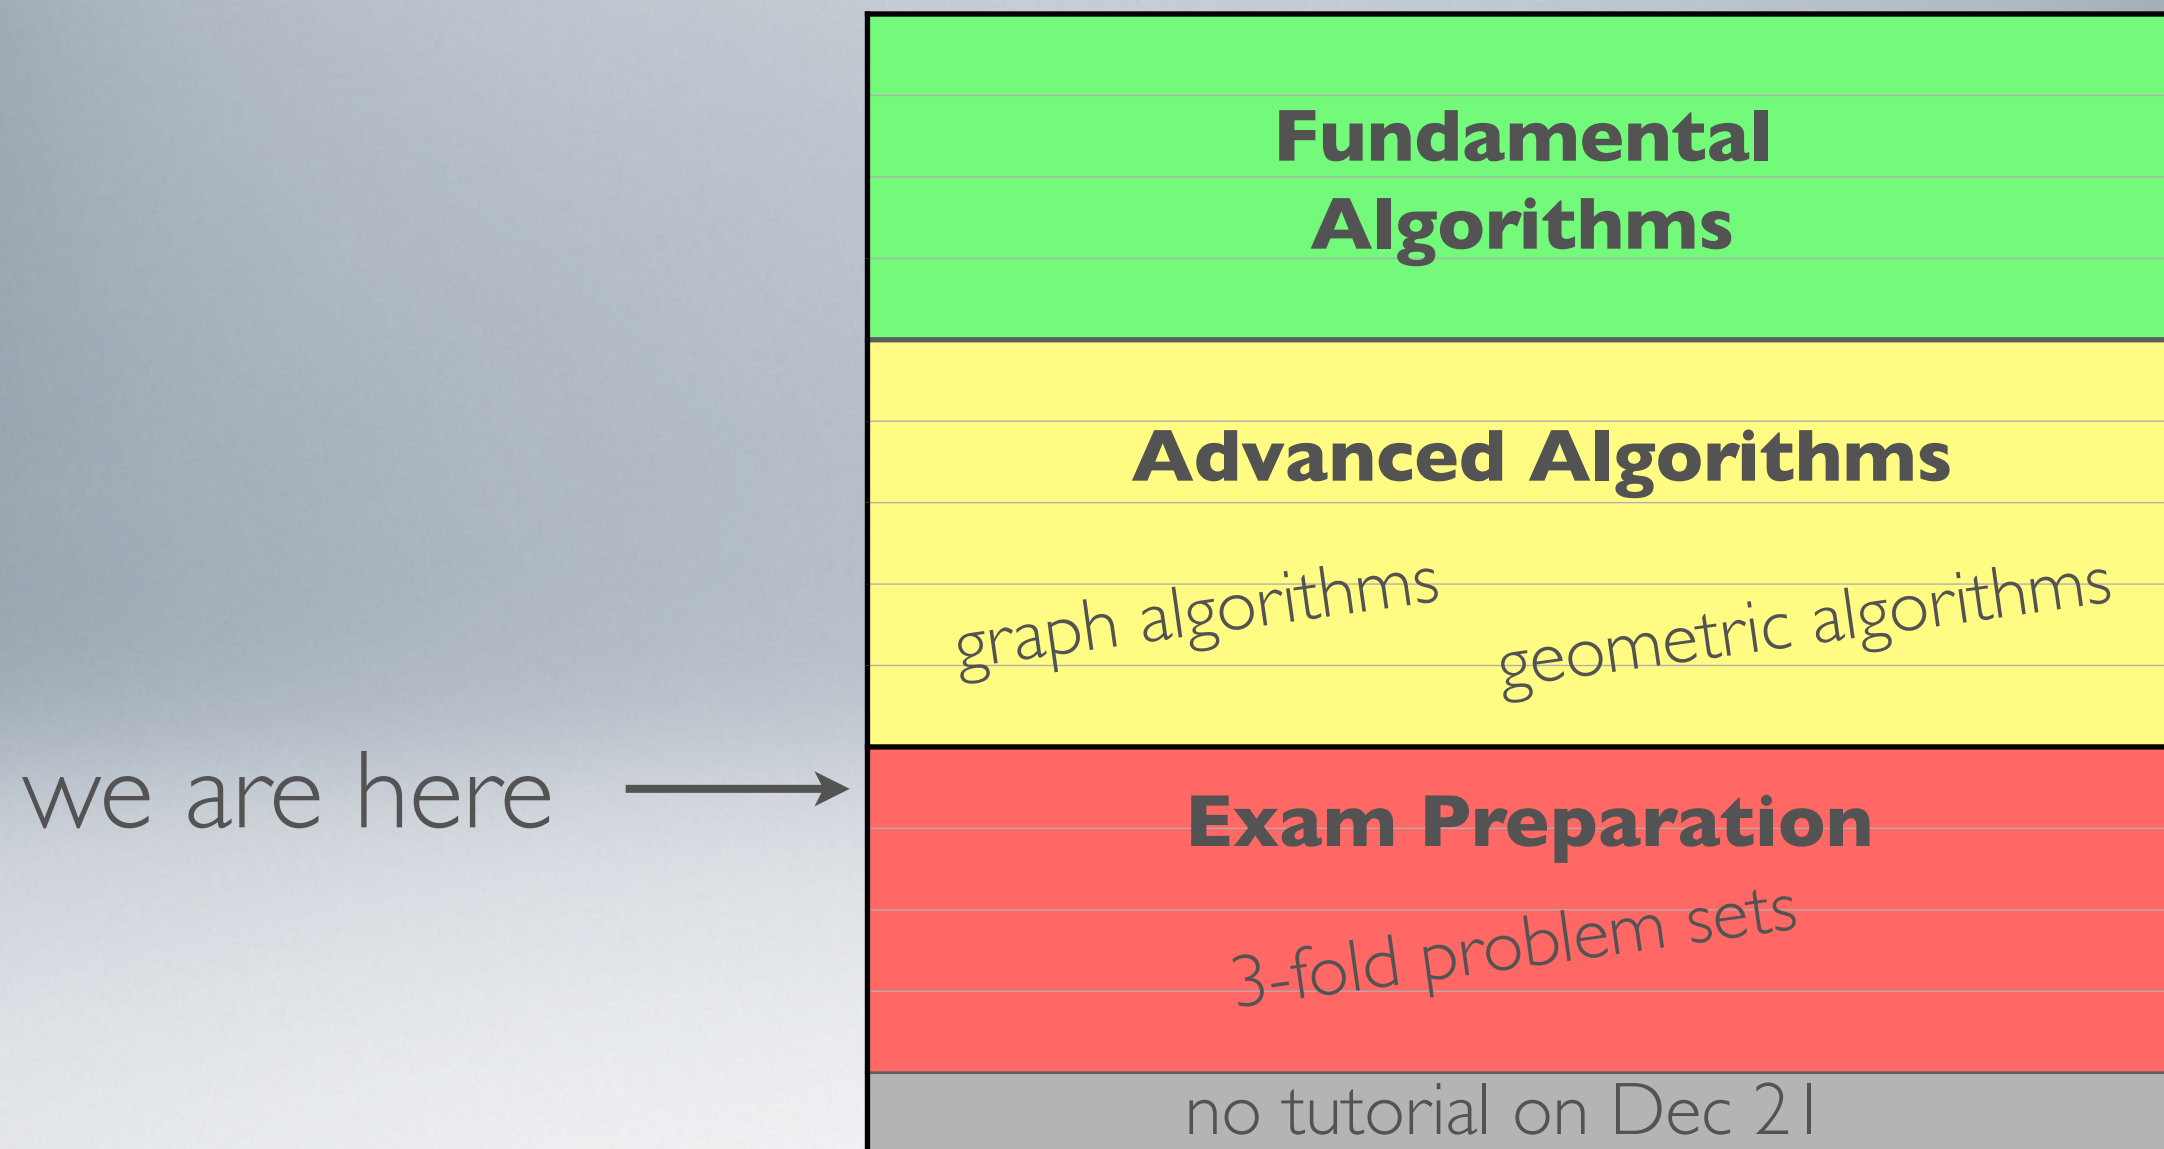 Fundamental
Algorithms
Advanced Algorithms
graph algorithms
geometric algorithms
we are here
Exam Preparation
3-fold problem sets
no tutorial on Dec 21